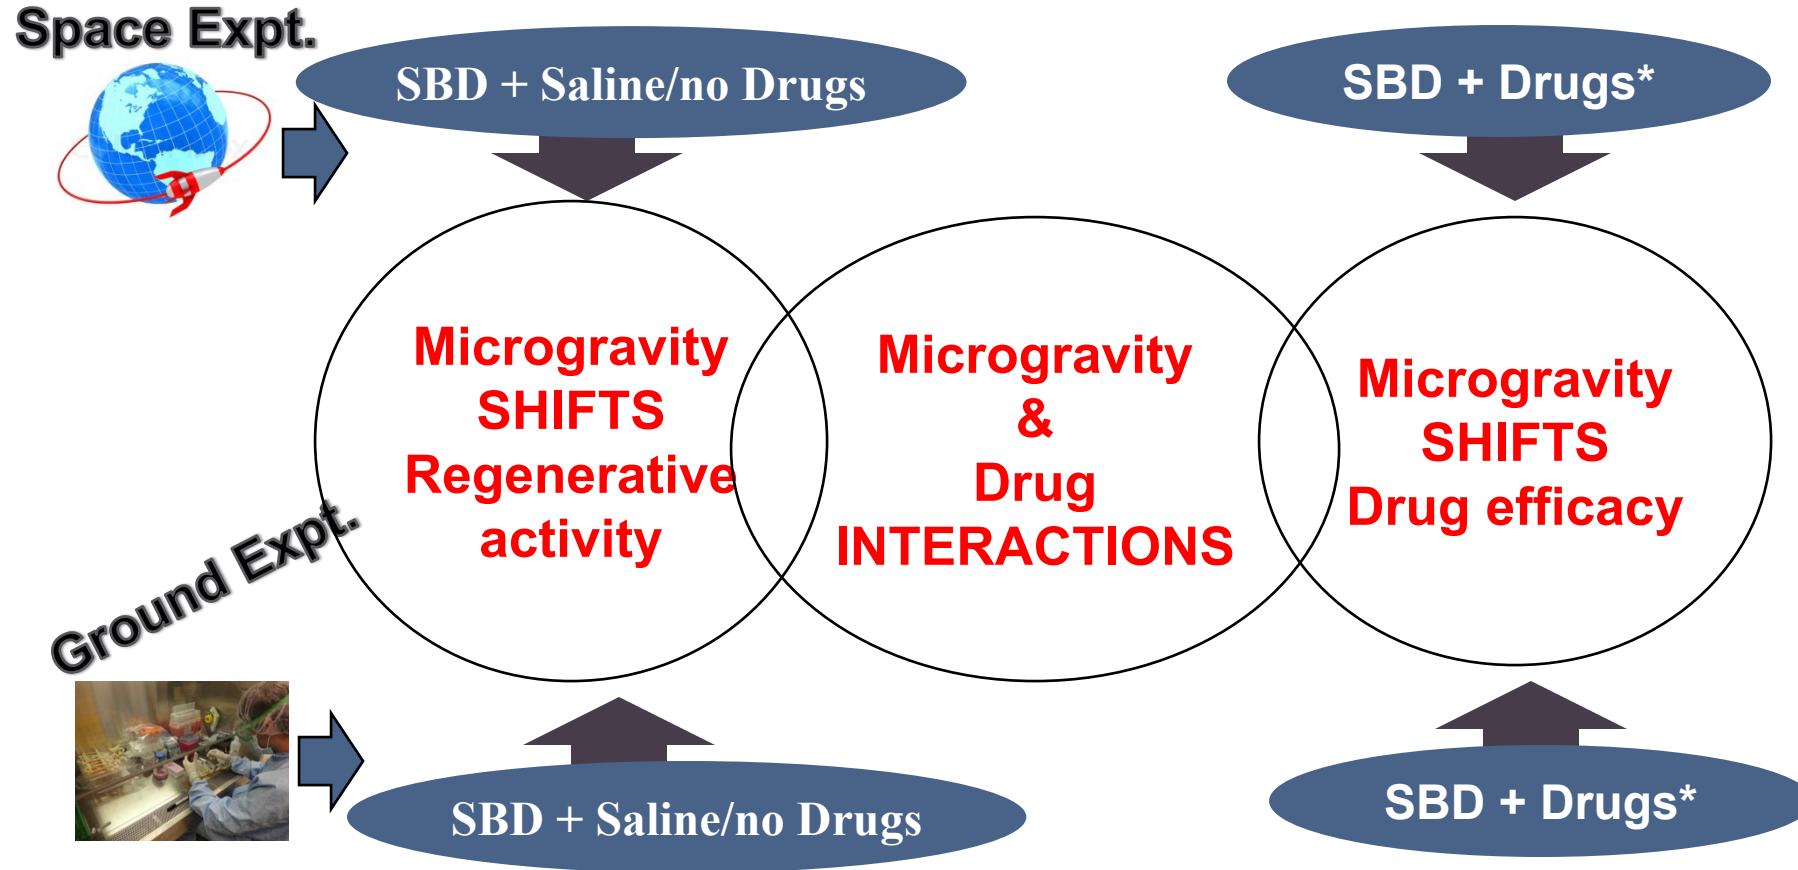 Space Expt.
SBD + Saline/no Drugs
SBD + Drugs*
Microgravity
SHIFTS
Regenerative
activity
Microgravity
&
Drug
INTERACTIONS
Microgravity
SHIFTS
Drug efficacy
Ground Expt.
SBD + Saline/no Drugs
SBD + Drugs*